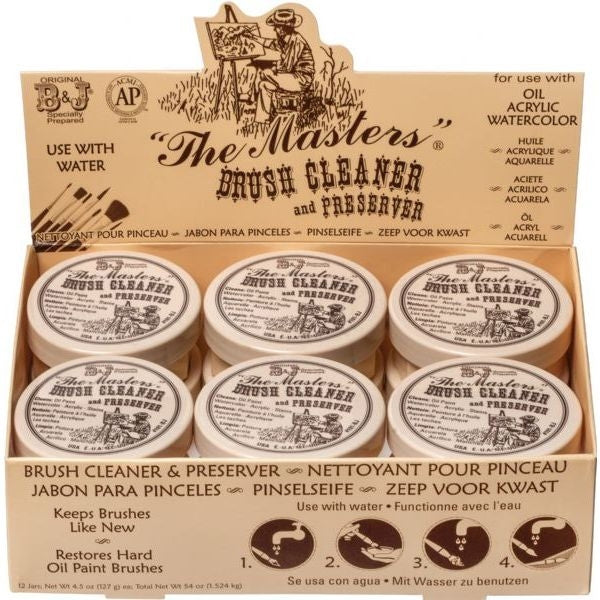 ORIGINAL
B&J
Specially
Prepared
ACMI
AP
USE WITH
WATER
for use with
OIL
ACRYLIC
WATERCOLOR
HUILE
ACRYLIQUE
AQUARELLE
ACEITE
ACRILICO
ACUARELA
ÖL
ACRYL
ACUARELL
"The Masters"®
BRUSH CLEANER
and PRESERVER
NETTOYANT POUR PINCEAU ~ JABON PARA PINCELES ~ PINSELSEIFE ~ ZEEP VOOR KWAST
B&J
"The Masters"
BRUSH CLEANER
and PRESERVER
B&J
"The Masters"
BRUSH CLEANER
and PRESERVER
B&J
"The Masters"
BRUSH CLEANER
and PRESERVER
B&J
"The Masters"
BRUSH CLEANER
and PRESERVER
B&J
"The Masters"
BRUSH CLEANER
and PRESERVER
B&J
"The Masters"
BRUSH CLEANER
and PRESERVER
BRUSH CLEANER & PRESERVER ~ NETTOYANT POUR PINCEAU
JABON PARA PINCELES ~ PINSELSEIFE ~ ZEEP VOOR KWAST
Keeps Brushes
Like New
~
Restores Hard
Oil Paint Brushes
Use with water • Functionne avec l'eau
1. 2. 3. 4.
Se usa con agua • Mit Wasser zu benutzen
12 Jars; Net Wt 4.5 oz (127 g) ea; Total Net 54 oz (1,524 kg)